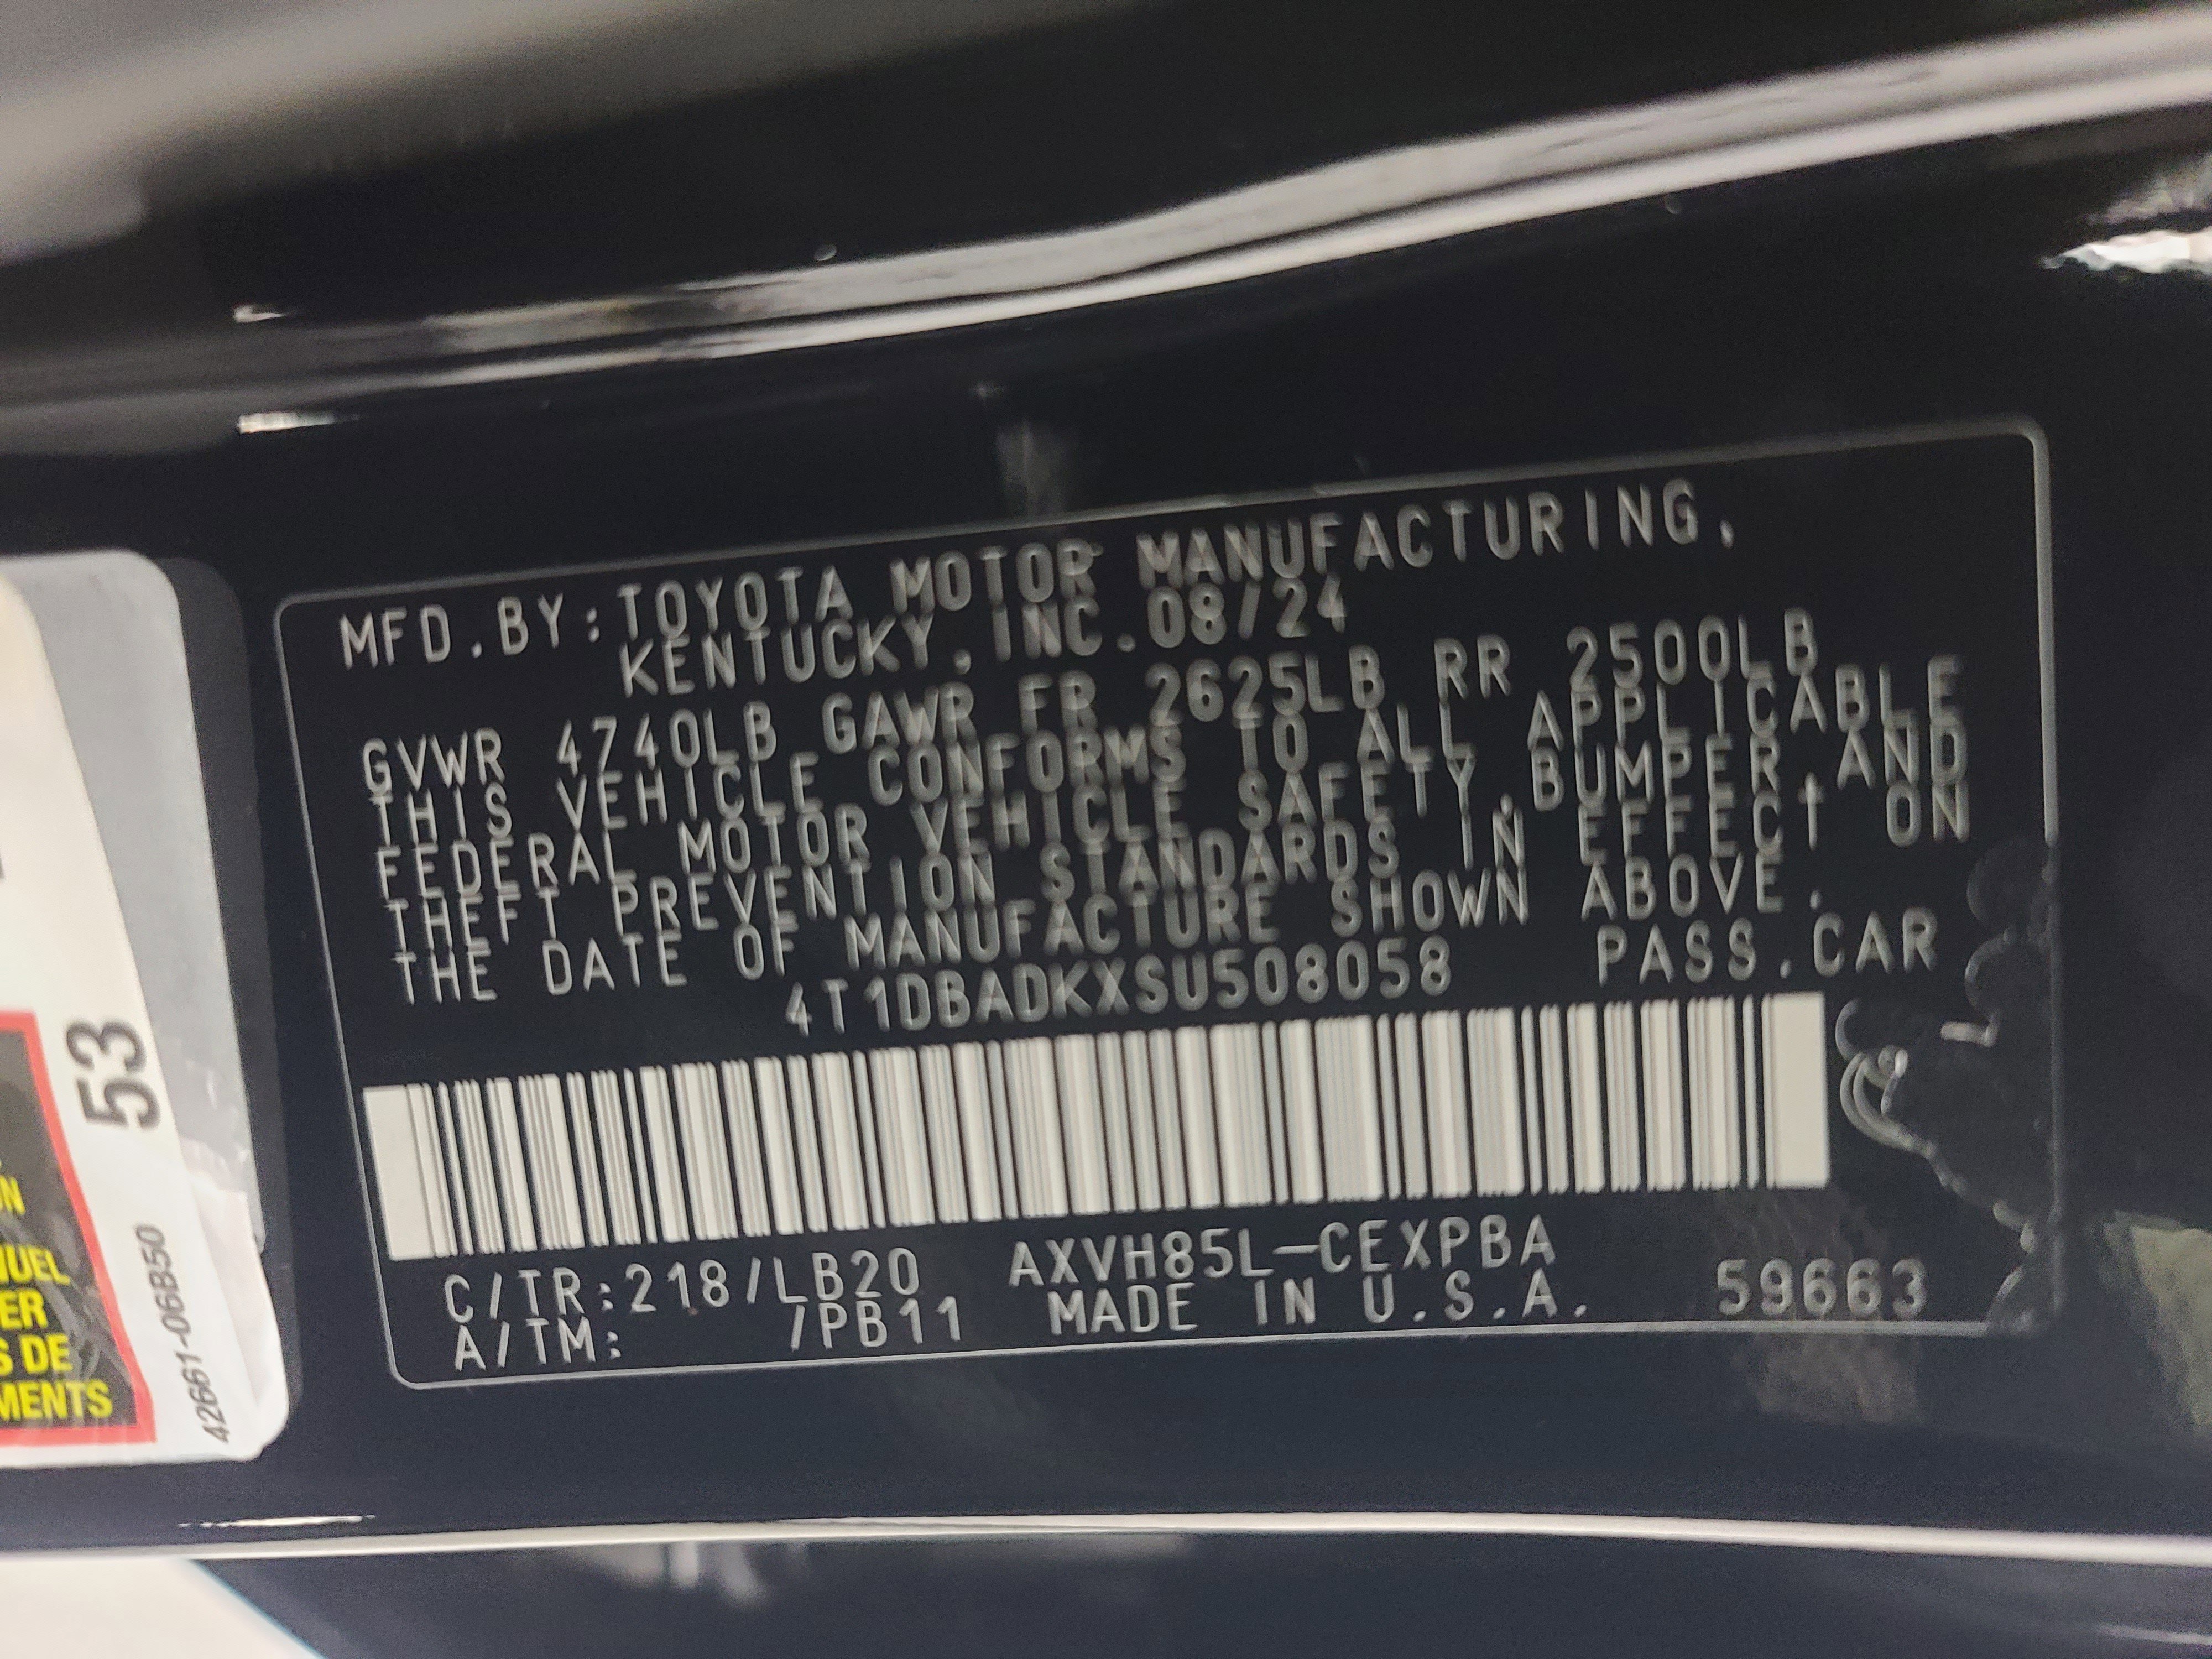 MFD.BY:TOYOTA MOTOR MANUFACTURING,
KENTUCKY,INC.08/24
GVWR 4740LB GAWR FR 2625LB RR 2500LB
THIS VEHICLE CONFORMS TO ALL APPLICABLE
FEDERAL MOTOR VEHICLE SAFETY,BUMPER,AND
THEFT PREVENTION STANDARDS IN EFFECT ON
THE DATE OF MANUFACTURE SHOWN ABOVE.
4T1DBADKXSU508058 PASS.CAR
C/TR:218/LB20 AXVH85L-CEXPBA
A/TM: /PB11 MADE IN U.S.A. 59663
53
42661-06B50
DE